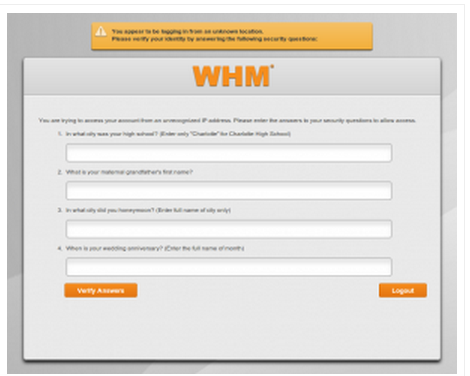 You appear to be logging in from an unknown location.
Please verify your identity by answering the following security questions:
WHM
You are trying to access your account from an unrecognized IP address. Please enter the answers to your security questions to allow access.
1. In what city was your high school? (Enter only "Charlotte" for Charlotte High School)
2. What is your maternal grandfather's first name?
3. In what city did you honeymoon? (Enter full name of city only)
4. When is your wedding anniversary? (Enter the full name of month)
Verify Answers
Logout